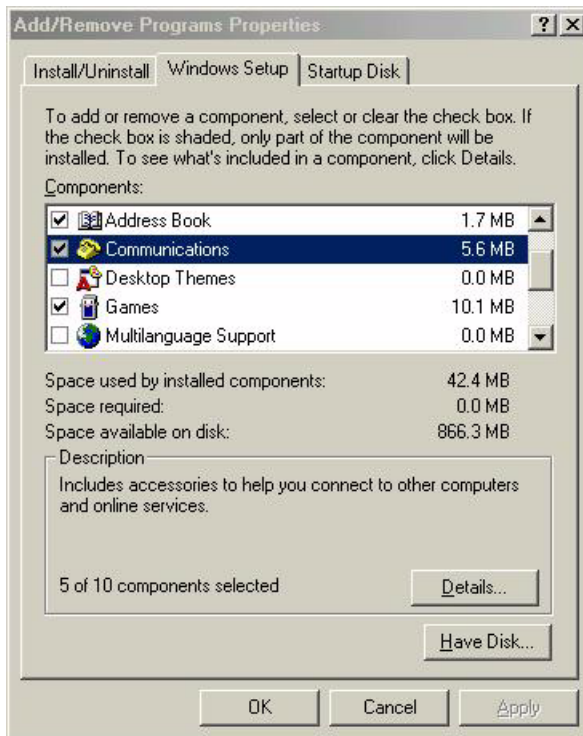 Add/Remove Programs Properties
Install/Uninstall Windows Setup Startup Disk
To add or remove a component, select or clear the check box. If
the check box is shaded, only part of the component will be
installed. To see what's included in a component, click Details.
Components:
Address Book 1.7 MB
Communications 5.6 MB
Desktop Themes 0.0 MB
Games 10.1 MB
Multilanguage Support 0.0 MB
Space used by installed components: 42.4 MB
Space required: 0.0 MB
Space available on disk: 866.3 MB
Description
Includes accessories to help you connect to other computers
and online services.
5 of 10 components selected Details...
Have Disk...
OK Cancel Apply